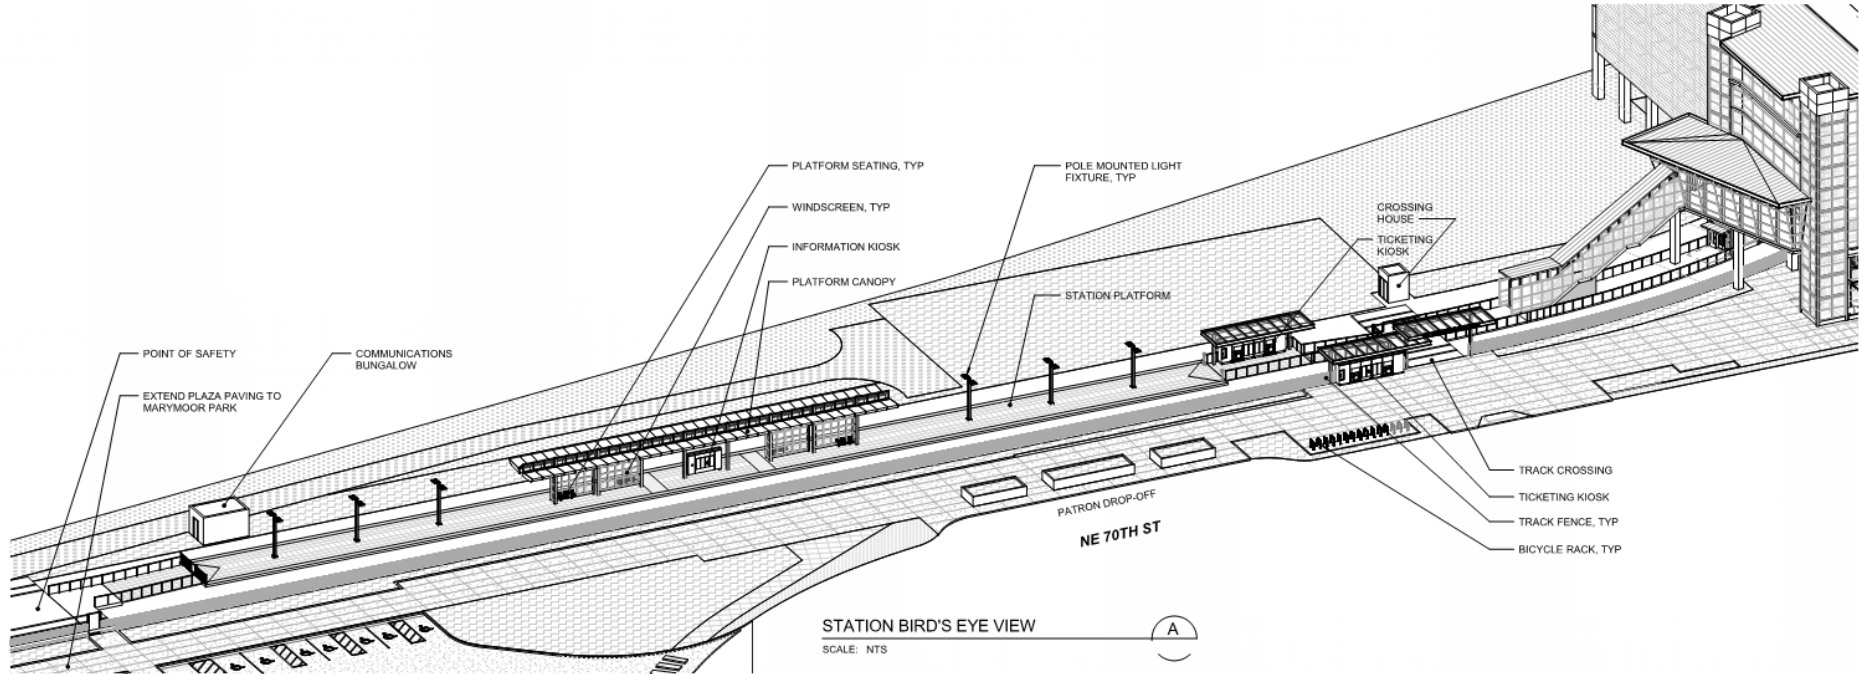 PLATFORM SEATING, TYP
WINDSCREEN, TYP
INFORMATION KIOSK
PLATFORM CANOPY
POLE MOUNTED LIGHT
FIXTURE, TYP
STATION PLATFORM
CROSSING
HOUSE
TICKETING
KIOSK
POINT OF SAFETY
EXTEND PLAZA PAVING TO
MARYMOOR PARK
COMMUNICATIONS
BUNGALOW
TRACK CROSSING
TICKETING KIOSK
TRACK FENCE, TYP
BICYCLE RACK, TYP
PATRON DROP-OFF
NE 70TH ST
STATION BIRD'S EYE VIEW
SCALE: NTS
A